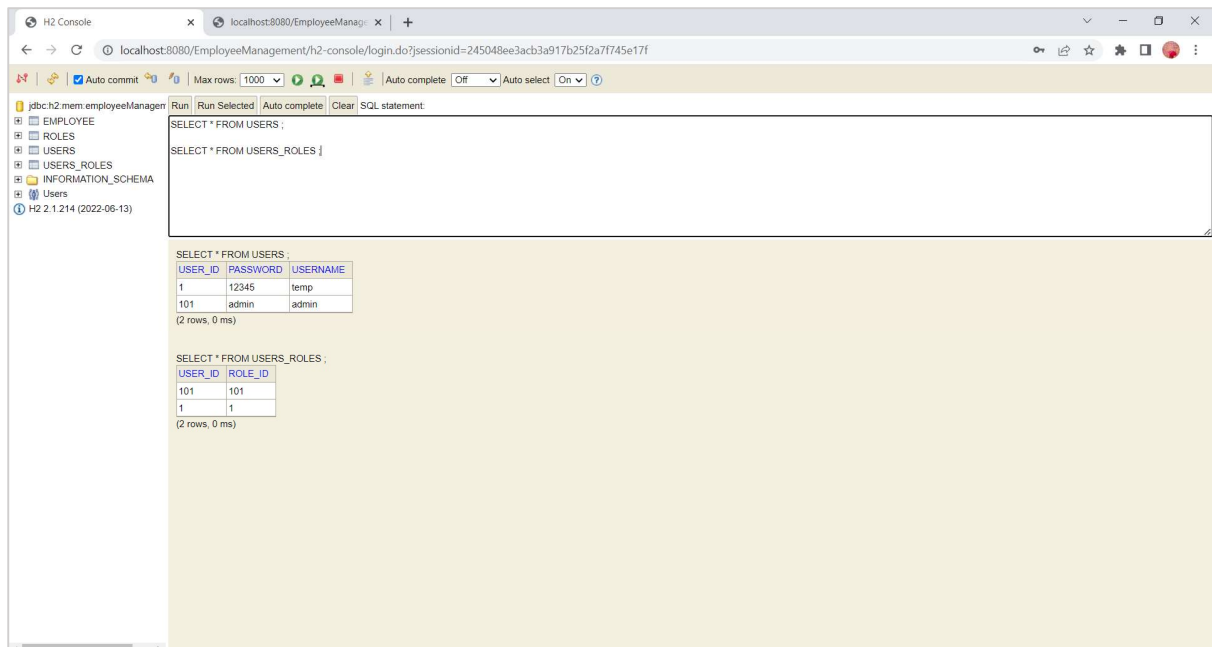 H2 Console
localhost:8080/EmployeeManage
localhost:8080/EmployeeManagement/h2-console/login.do?jsessionid=245048ee3acb3a917b25f2a7f745e17f
Auto commit Max rows: 1000 Auto complete Off Auto select On
jdbc:h2:mem:employeeManagem Run Run Selected Auto complete Clear SQL statement:
EMPLOYEE
ROLES
USERS
USERS_ROLES
INFORMATION_SCHEMA
Users
H2 2.1.214 (2022-06-13)
SELECT * FROM USERS ;
SELECT * FROM USERS_ROLES ;
SELECT * FROM USERS ;
USER_ID PASSWORD USERNAME
1 12345 temp
101 admin admin
(2 rows, 0 ms)
SELECT * FROM USERS_ROLES ;
USER_ID ROLE_ID
101 101
1 1
(2 rows, 0 ms)